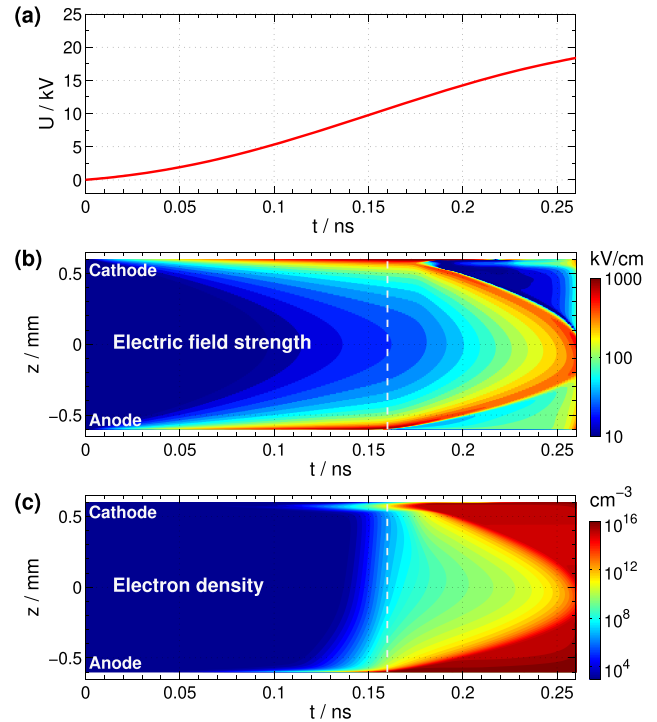 (a)
U / kV
25
20
15
10
5
0
0 0.05 0.1 0.15 0.2 0.25
t / ns
(b)
z / mm
0.5
0
−0.5
Cathode
Electric field strength
Anode
0 0.05 0.1 0.15 0.2 0.25
t / ns
kV/cm
1000
100
10
(c)
z / mm
0.5
0
−0.5
Cathode
Electron density
Anode
0 0.05 0.1 0.15 0.2 0.25
t / ns
cm⁻³
10¹⁶
10¹²
10⁸
10⁴